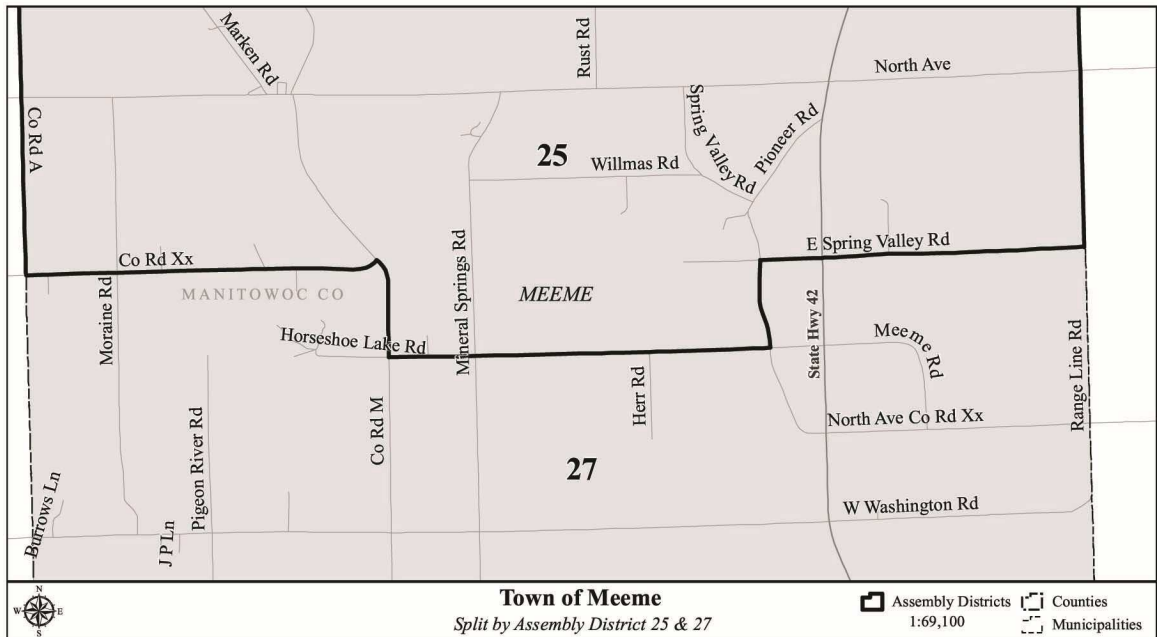 Marken Rd
Rust Rd
North Ave
Co Rd A
Spring Valley Rd
Pioneer Rd
25
Willmas Rd
E Spring Valley Rd
Co Rd Xx
Mineral Springs Rd
MANITOWOC CO
MEEME
Moraine Rd
State Hwy 42
Horseshoe Lake Rd
Meeme Rd
Range Line Rd
Herr Rd
Co Rd M
North Ave Co Rd Xx
Pigeon River Rd
27
Burrows Ln
W Washington Rd
J P Ln
N
W E
S
Town of Meeme
Split by Assembly District 25 & 27
Assembly Districts
1:69,100
Counties
Municipalities